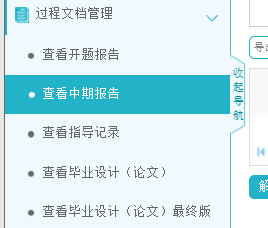 过程文档管理
查看开题报告
查看中期报告
查看指导记录
查看毕业设计（论文）
查看毕业设计（论文）最终版
收起导航
导
解